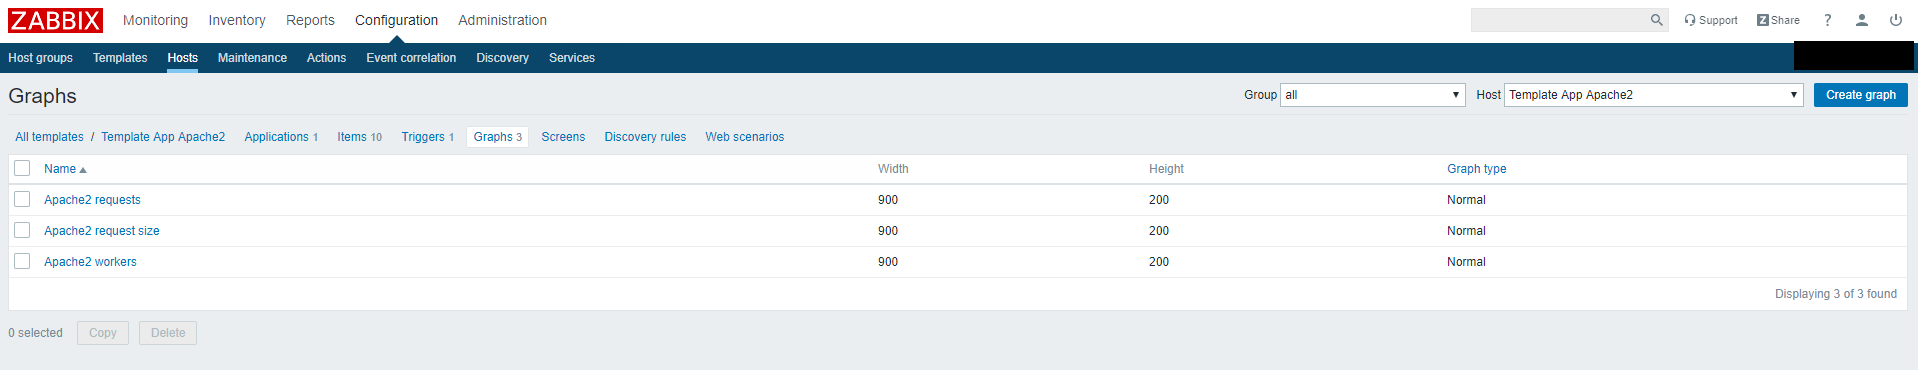 ZABBIX Monitoring Inventory Reports Configuration Administration Support Z Share ?
Host groups Templates Hosts Maintenance Actions Event correlation Discovery Services
Graphs Group all Host Template App Apache2 Create graph
All templates / Template App Apache2 Applications 1 Items 10 Triggers 1 Graphs 3 Screens Discovery rules Web scenarios
Name Width Height Graph type
Apache2 requests 900 200 Normal
Apache2 request size 900 200 Normal
Apache2 workers 900 200 Normal
Displaying 3 of 3 found
0 selected Copy Delete